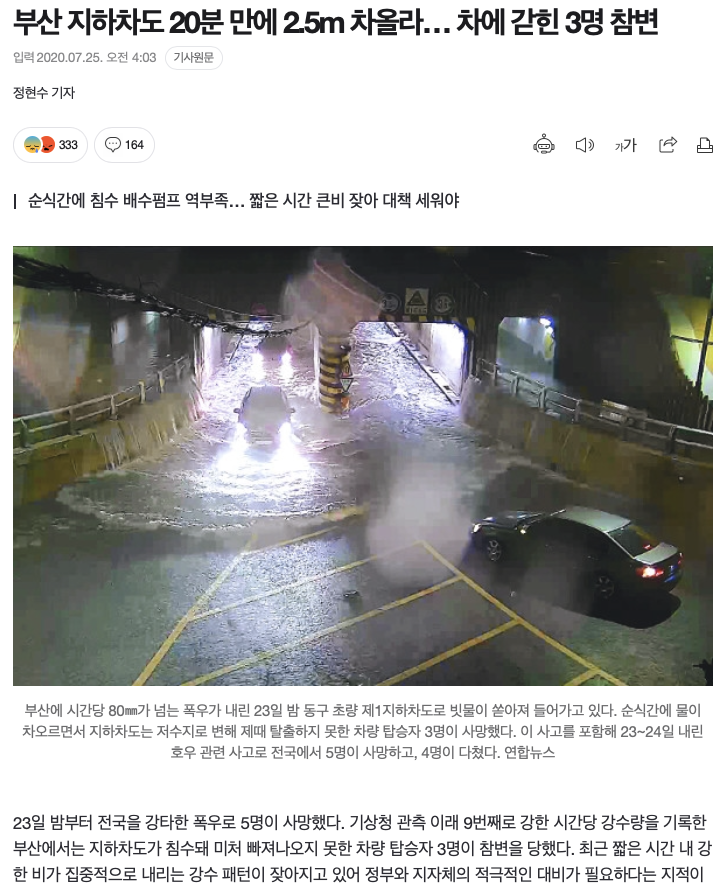 부산 지하차도 20분 만에 2.5m 차올라… 차에 갇힌 3명 참변
입력 2020.07.25. 오전 4:03 기사원문
정현수 기자
333 164
가가
순식간에 침수 배수펌프 역부족… 짧은 시간 큰비 잦아 대책 세워야
부산에 시간당 80㎜가 넘는 폭우가 내린 23일 밤 동구 초량 제1지하차도로 빗물이 쏟아져 들어가고 있다. 순식간에 물이
차오르면서 지하차도는 저수지로 변해 제때 탈출하지 못한 차량 탑승자 3명이 사망했다. 이 사고를 포함해 23~24일 내린
호우 관련 사고로 전국에서 5명이 사망하고, 4명이 다쳤다. 연합뉴스
23일 밤부터 전국을 강타한 폭우로 5명이 사망했다. 기상청 관측 이래 9번째로 강한 시간당 강수량을 기록한
부산에서는 지하차도가 침수돼 미처 빠져나오지 못한 차량 탑승자 3명이 참변을 당했다. 최근 짧은 시간 내 강
한 비가 집중적으로 내리는 강수 패턴이 잦아지고 있어 정부와 지자체의 적극적인 대비가 필요하다는 지적이